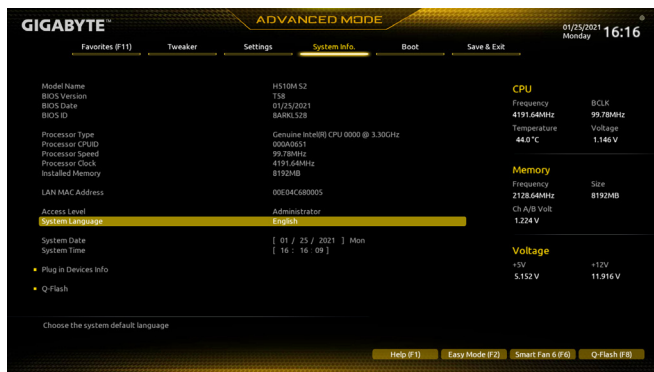 GIGABYTE™
ADVANCED MODE
01/25/2021 Monday 16:16
Favorites (F11) Tweaker Settings System Info. Boot Save & Exit
Model Name H510M S2
BIOS Version T58
BIOS Date 01/25/2021
BIOS ID 8ARKL528
Processor Type Genuine Intel(R) CPU 0000 @ 3.30GHz
Processor CPUID 000A0651
Processor Speed 99.78MHz
Processor Clock 4191.64MHz
Installed Memory 8192MB
LAN MAC Address 00E04C680005
Access Level Administrator
System Language English
System Date [ 01 / 25 / 2021 ] Mon
System Time [ 16 : 16 : 09 ]
Plug in Devices Info
Q-Flash
Choose the system default language
CPU
Frequency BCLK
4191.64MHz 99.78MHz
Temperature Voltage
44.0 °C 1.146 V
Memory
Frequency Size
2128.64MHz 8192MB
Ch A/B Volt
1.224 V
Voltage
+5V +12V
5.152 V 11.916 V
Help (F1) Easy Mode (F2) Smart Fan 6 (F6) Q-Flash (F8)